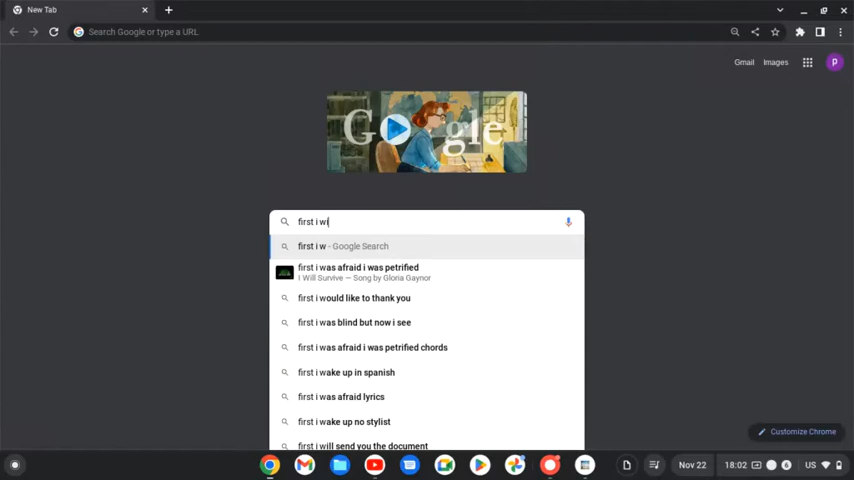 New Tab
Search Google or type a URL
Gmail Images p
Google
first i wi
first i w - Google Search
first i was afraid i was petrified
I Will Survive — Song by Gloria Gaynor
first i would like to thank you
first i was blind but now i see
first i was afraid i was petrified chords
first i wake up in spanish
first i was afraid lyrics
first i wake up no stylist
first i will send you the document
Customize Chrome
Nov 22 18:02 6 US